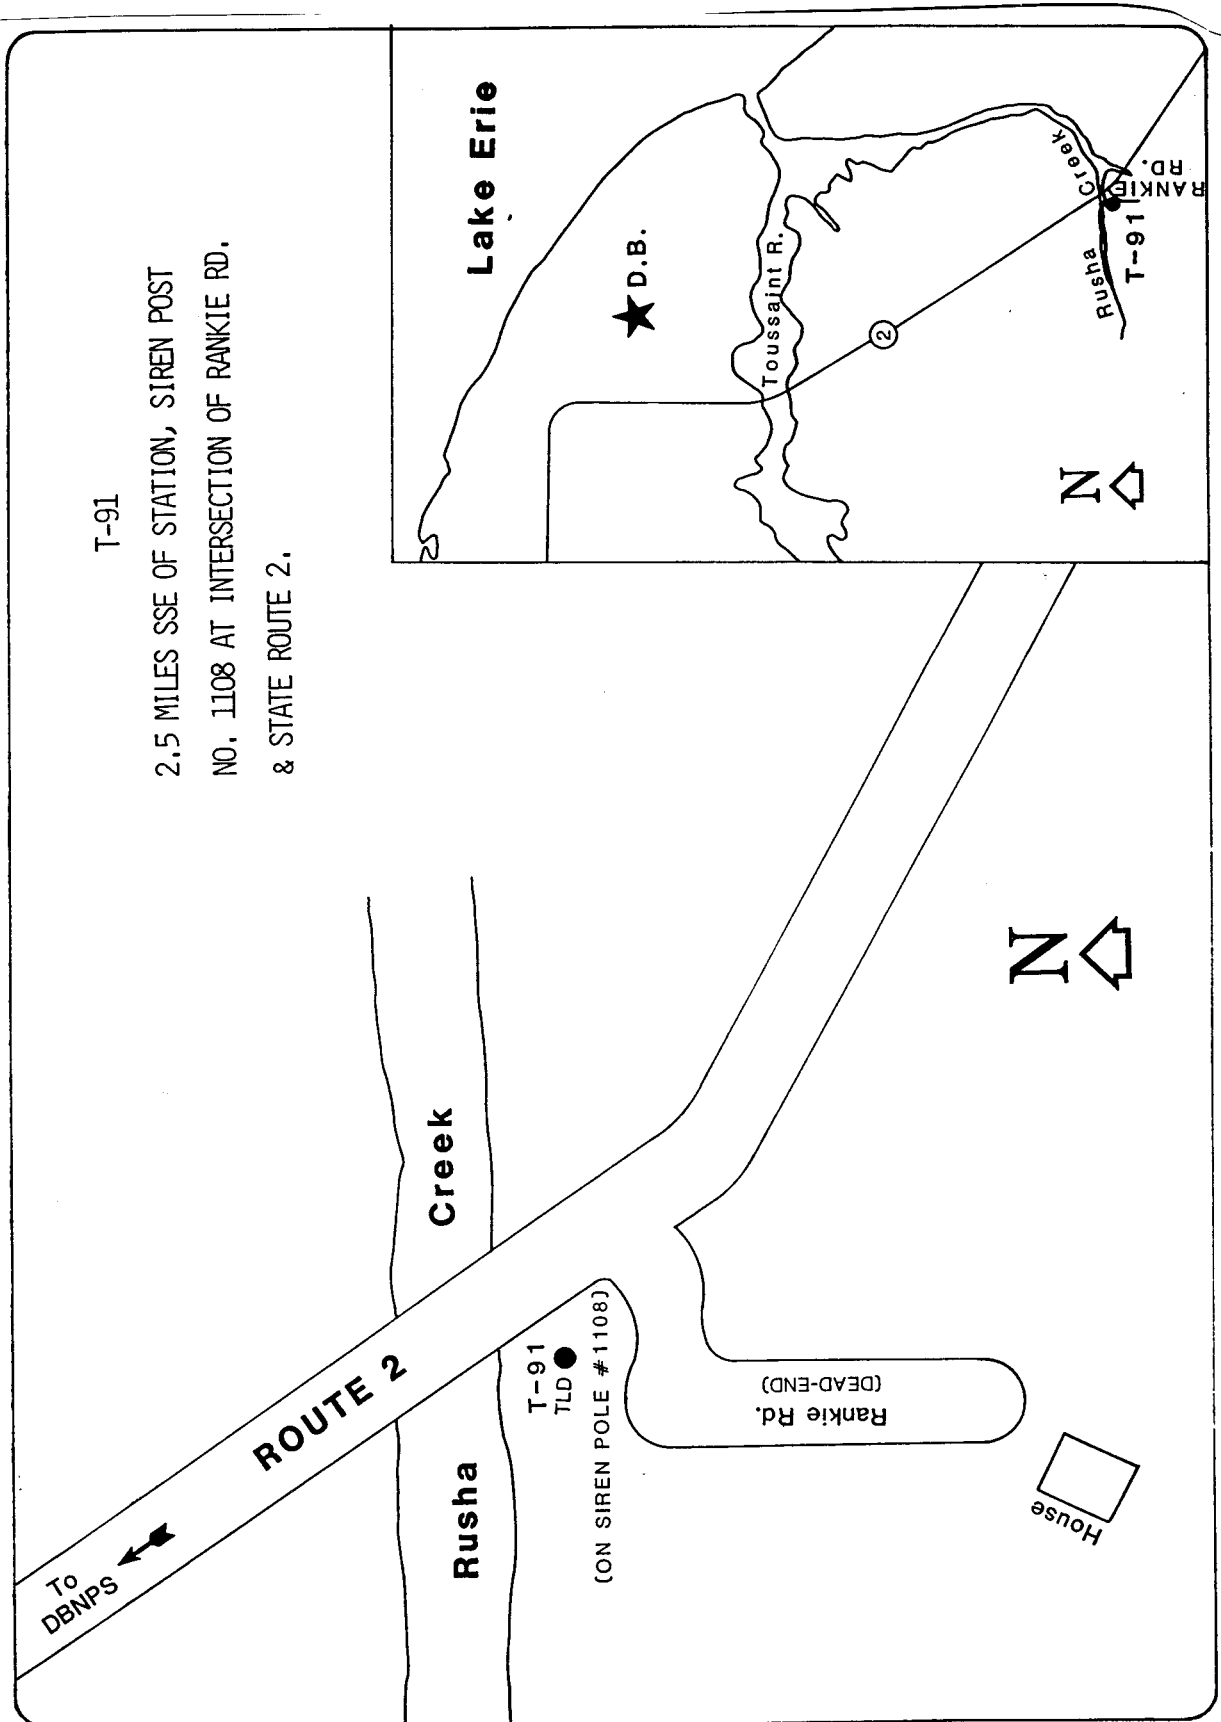 T-91
2.5 MILES SSE OF STATION, SIREN POST
NO. 1108 AT INTERSECTION OF RANKIE RD.
& STATE ROUTE 2.
To
DBNPS
ROUTE 2
Rusha
Creek
T-91
TLD
(ON SIREN POLE #1108)
Rankie Rd.
(DEAD-END)
House
N
Lake Erie
D.B.
Toussaint R.
2
Rusha
Creek
T-91
RANKIE
RD.
N